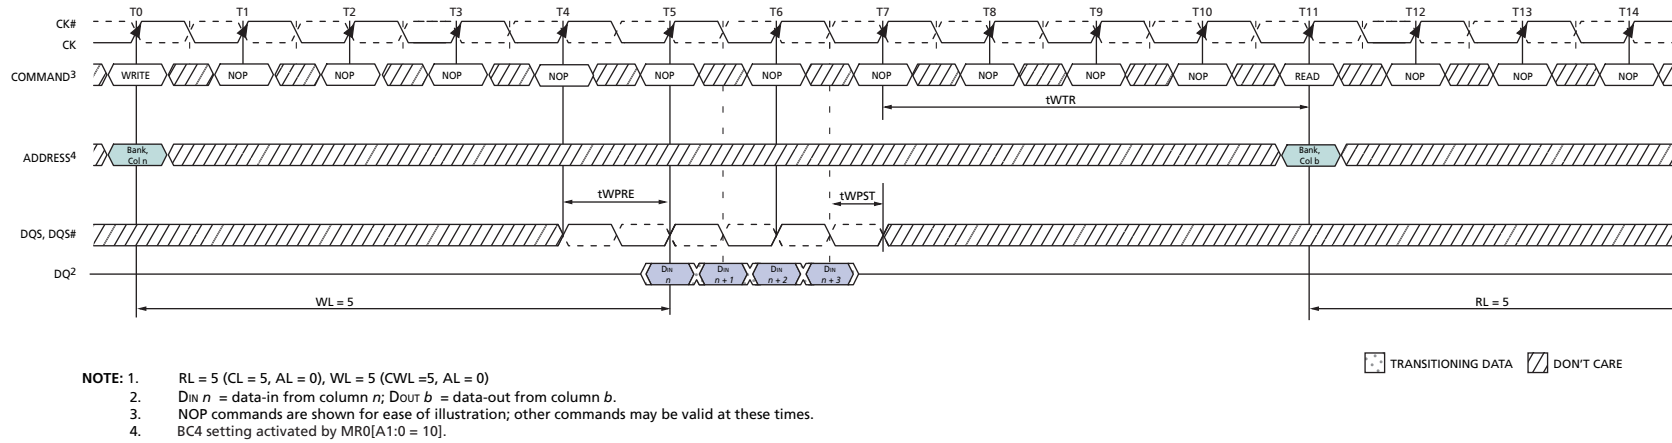 T0 T1 T2 T3 T4 T5 T6 T7 T8 T9 T10 T11 T12 T13 T14
CK#
CK
COMMAND3 WRITE NOP NOP NOP NOP NOP NOP NOP NOP NOP NOP READ NOP NOP NOP
tWTR
ADDRESS4 Bank, Col n Bank, Col b
tWPRE tWPST
DQS, DQS#
DQ2 DIN n DIN n + 1 DIN n + 2 DIN n + 3
WL = 5 RL = 5
TRANSITIONING DATA DON'T CARE
NOTE: 1. RL = 5 (CL = 5, AL = 0), WL = 5 (CWL =5, AL = 0)
2. DIN n = data-in from column n; DOUT b = data-out from column b.
3. NOP commands are shown for ease of illustration; other commands may be valid at these times.
4. BC4 setting activated by MR0[A1:0 = 10].